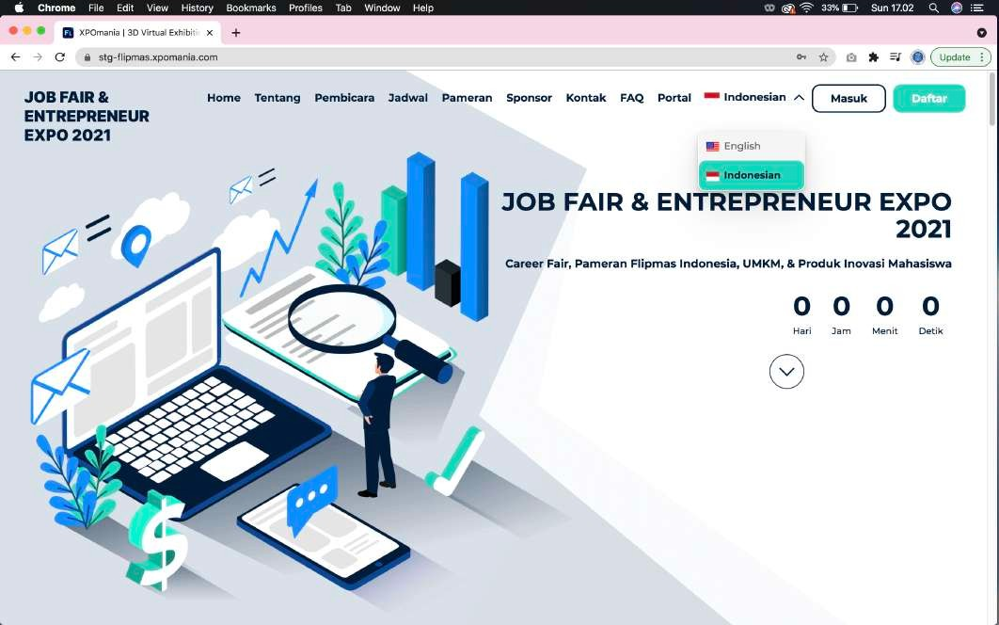 Chrome File Edit View History Bookmarks Profiles Tab Window Help 33% Sun 17.02
XPOmania | 3D Virtual Exhibiti
stg-flipmas.xpomania.com Update
JOB FAIR &
ENTREPRENEUR
EXPO 2021
Home Tentang Pembicara Jadwal Pameran Sponsor Kontak FAQ Portal Indonesian Masuk Daftar
English
Indonesian
JOB FAIR & ENTREPRENEUR EXPO
2021
Career Fair, Pameran Flipmas Indonesia, UMKM, & Produk Inovasi Mahasiswa
0 0 0 0
Hari Jam Menit Detik